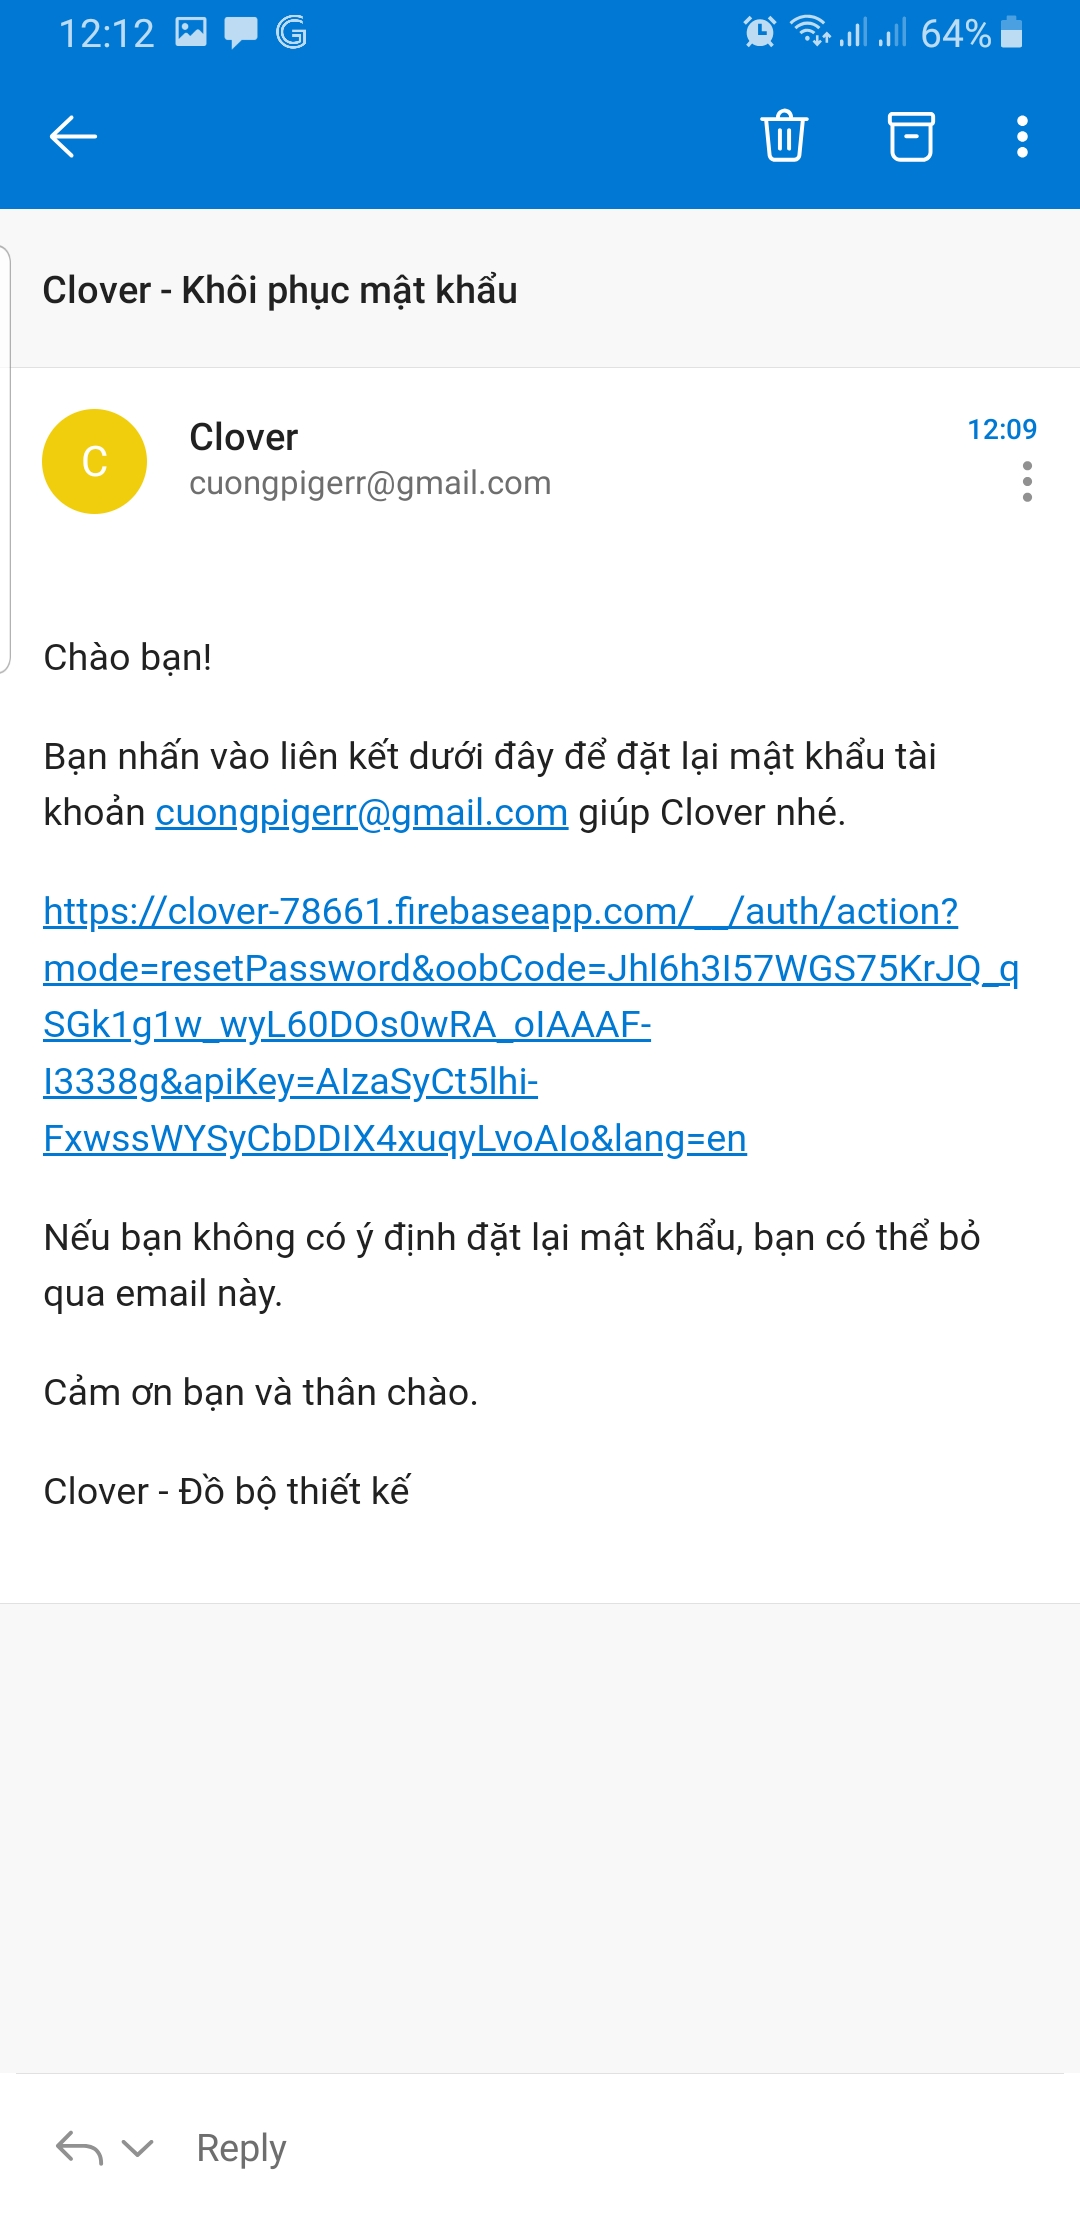 12:12
64%
Clover - Khôi phục mật khẩu
C
Clover
12:09
cuongpigerr@gmail.com
Chào bạn!
Bạn nhấn vào liên kết dưới đây để đặt lại mật khẩu tài
khoản cuongpigerr@gmail.com giúp Clover nhé.
https://clover-78661.firebaseapp.com/__/auth/action?
mode=resetPassword&oobCode=Jhl6h3I57WGS75KrJQ_q
SGk1g1w_wyL60DOs0wRA_oIAAAF-
I3338g&apiKey=AIzaSyCt5lhi-
FxwssWYSyCbDDIX4xuqyLvoAIo&lang=en
Nếu bạn không có ý định đặt lại mật khẩu, bạn có thể bỏ
qua email này.
Cảm ơn bạn và thân chào.
Clover - Đồ bộ thiết kế
Reply